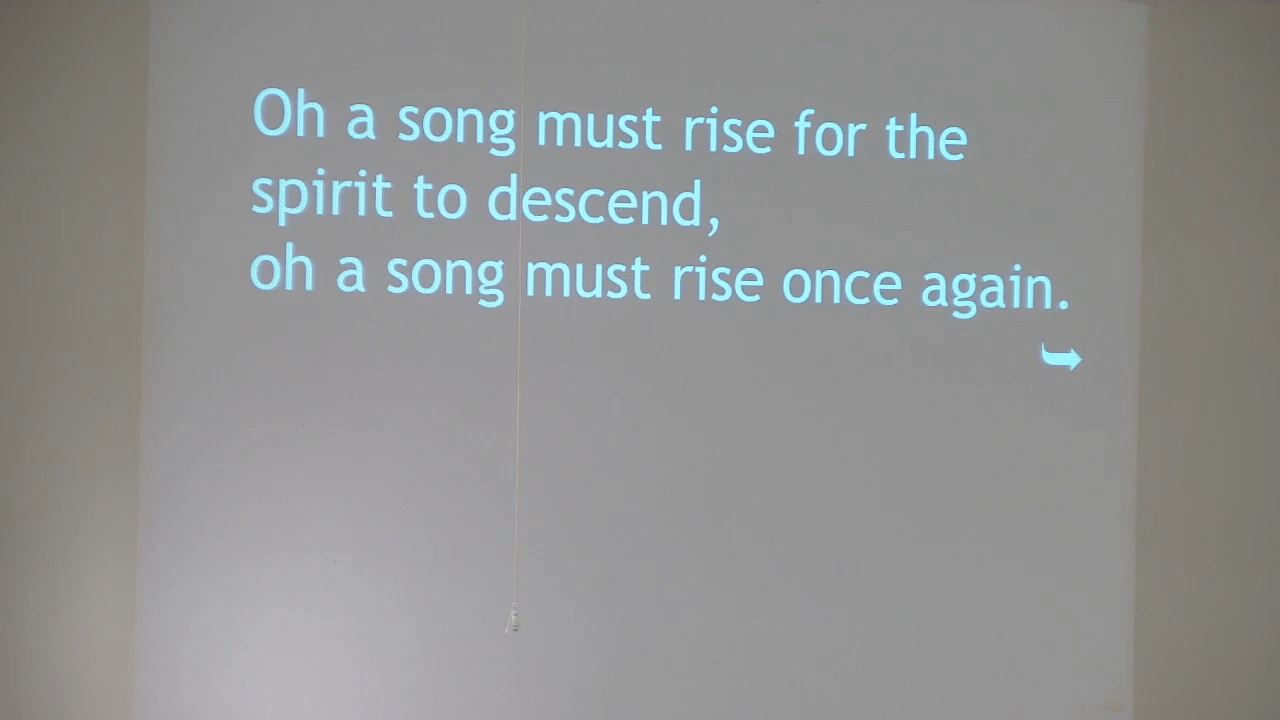 Oh a song must rise for the
spirit to descend,
oh a song must rise once again.